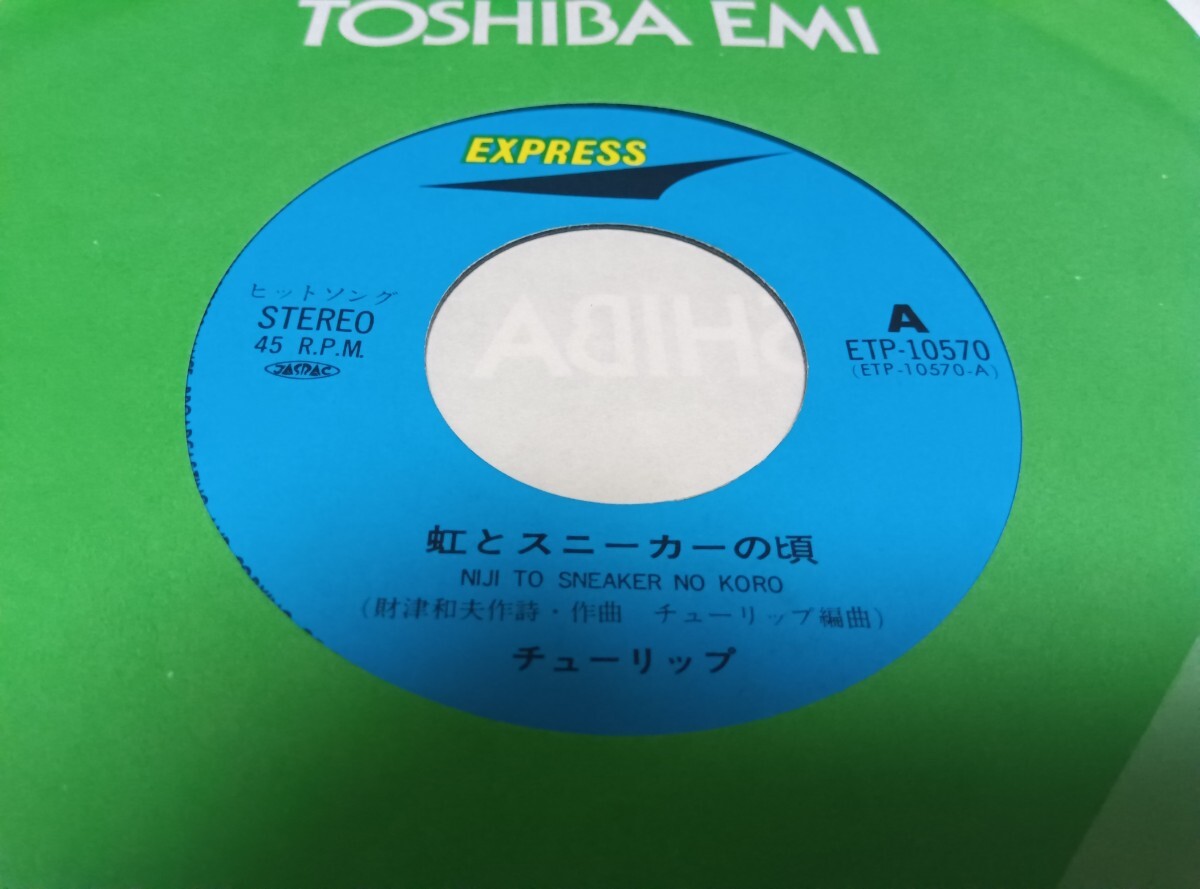 TOSHIBA EMI
EXPRESS
ヒットソング
STEREO
45 R.P.M.
JASRAC
A
ETP-10570
(ETP-10570-A)
SHIBA
虹とスニーカーの頃
NIJI TO SNEAKER NO KORO
(財津和夫作詩・作曲 チューリップ編曲)
チューリップ